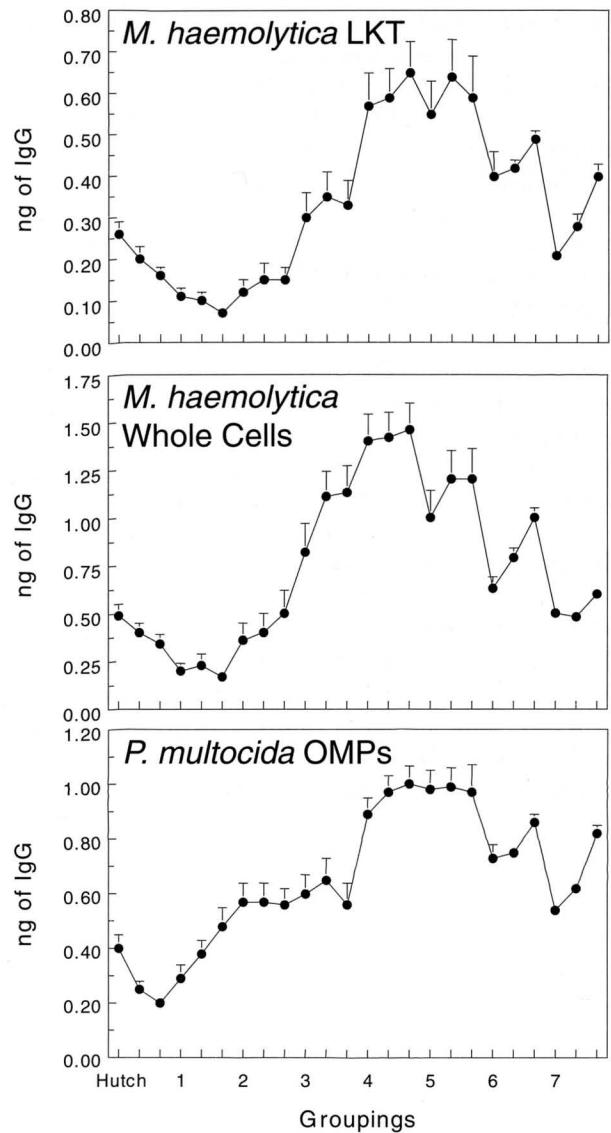 M. haemolytica LKT
0.80
0.70
0.60
0.50
0.40
0.30
0.20
0.10
0.00
ng of IgG
M. haemolytica
Whole Cells
1.75
1.50
1.25
1.00
0.75
0.50
0.25
0.00
ng of IgG
P. multocida OMPs
1.20
1.00
0.80
0.60
0.40
0.20
0.00
ng of IgG
Hutch 1 2 3 4 5 6 7
Groupings